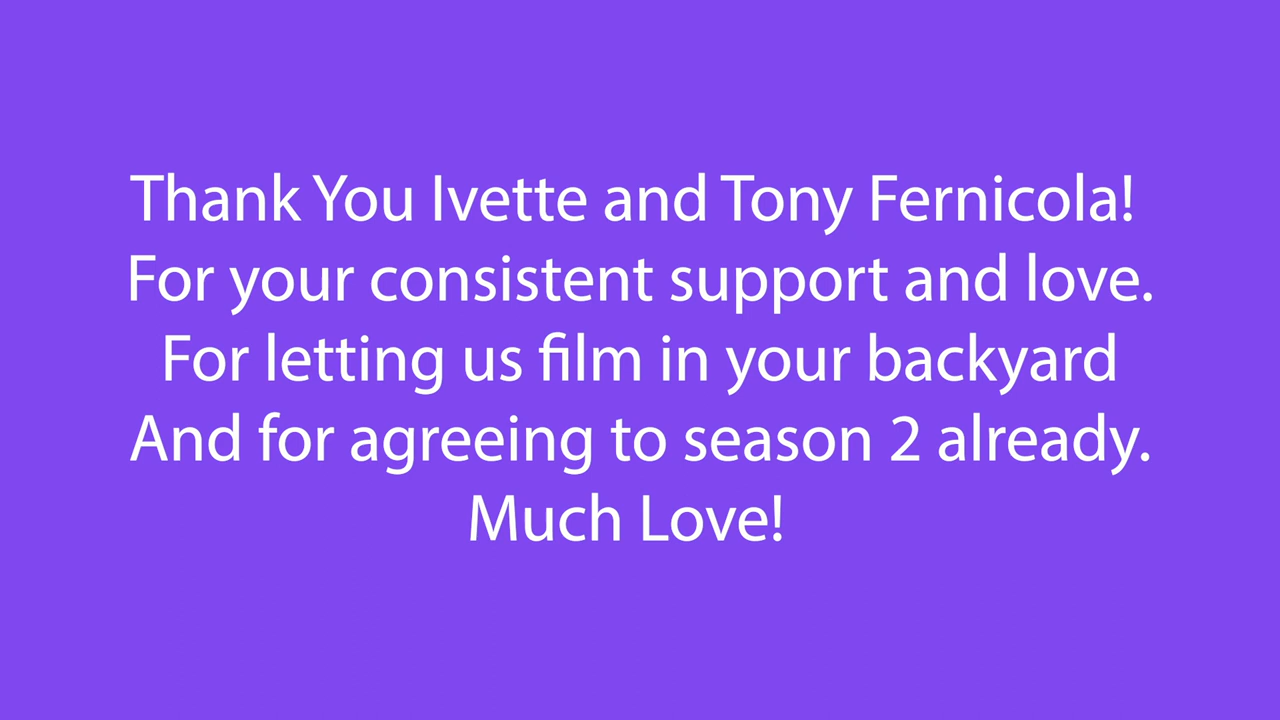 Thank You Ivette and Tony Fernicola!
For your consistent support and love.
For letting us film in your backyard
And for agreeing to season 2 already.
Much Love!